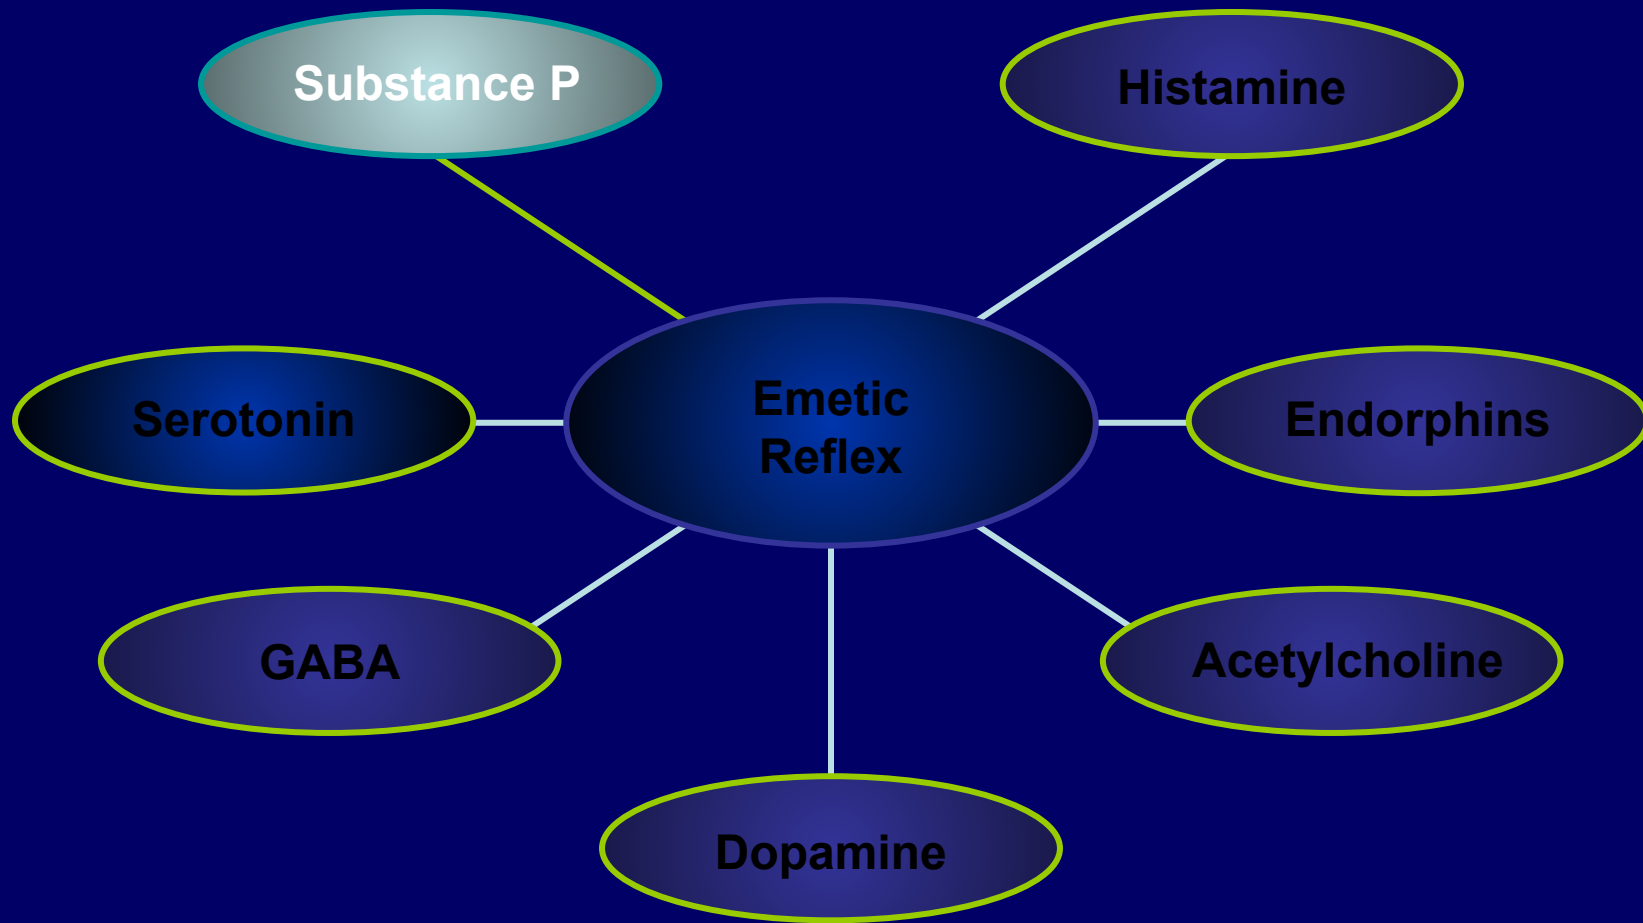 Substance P
Histamine
Serotonin
Emetic
Reflex
Endorphins
GABA
Acetylcholine
Dopamine